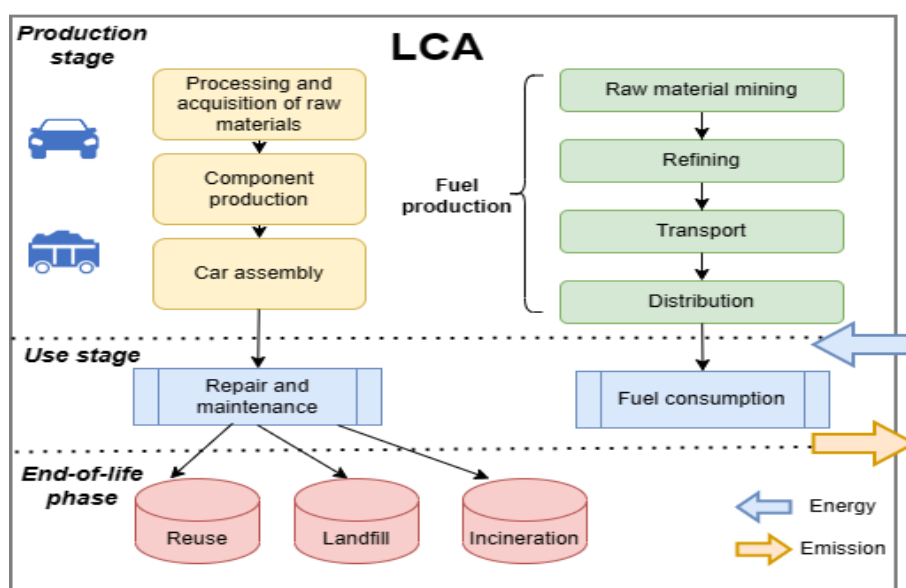 Production
stage
LCA
Processing and
acquisition of raw
materials
Component
production
Car assembly
Fuel
production
Raw material mining
Refining
Transport
Distribution
Use stage
Repair and
maintenance
Fuel consumption
End-of-life
phase
Reuse
Landfill
Incineration
Energy
Emission